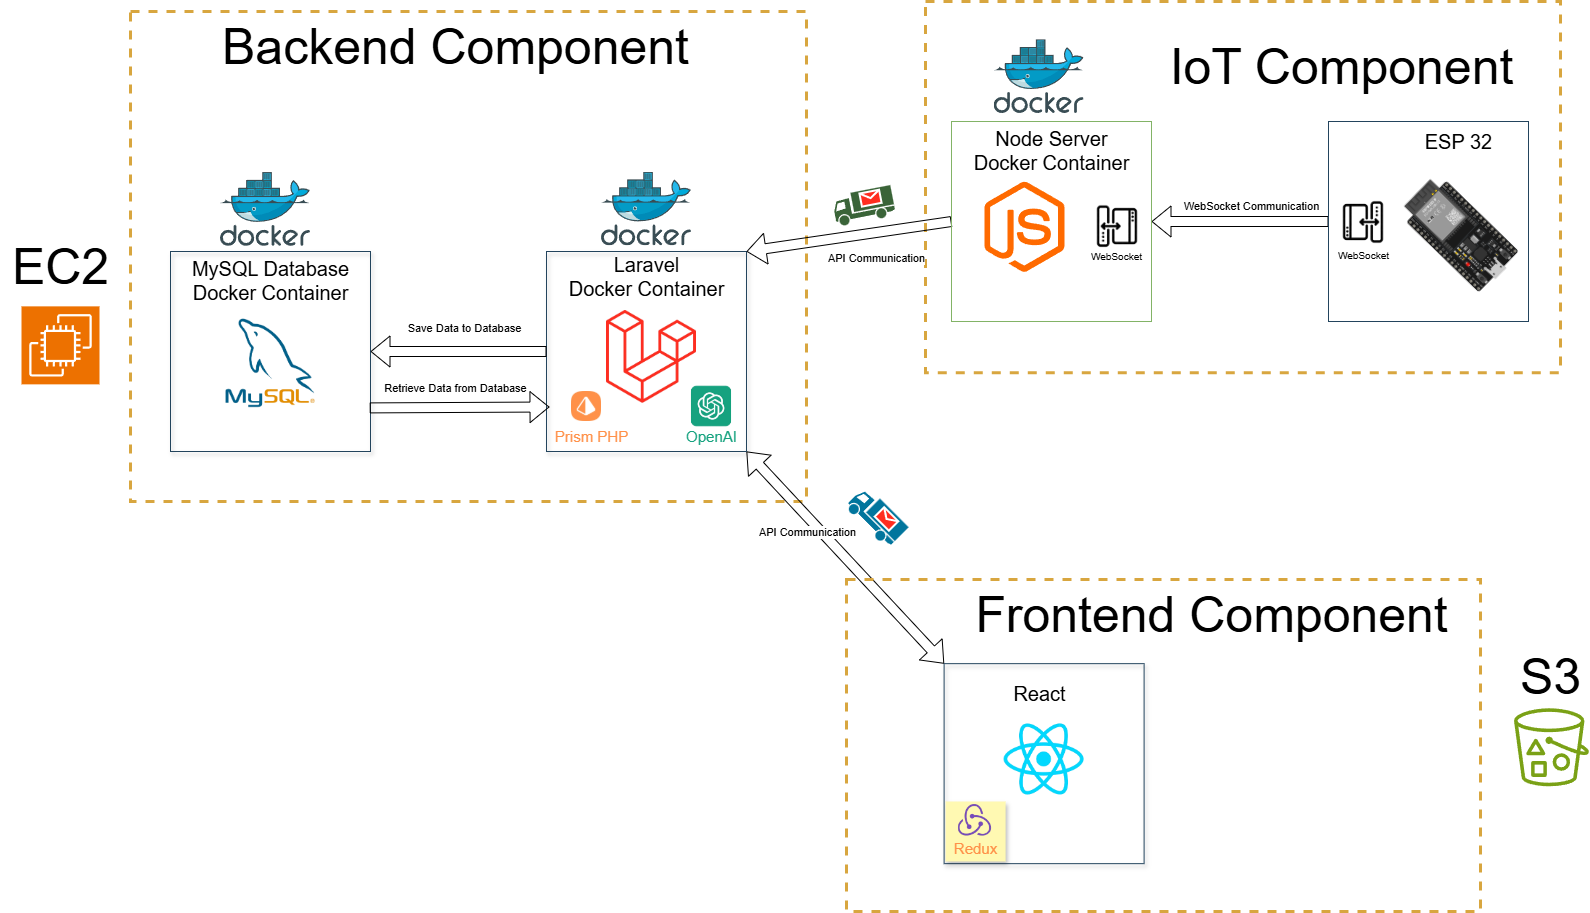 Backend Component
IoT Component
docker
Node Server
Docker Container
JS
WebSocket
WebSocket Communication
ESP 32
WebSocket
API Communication
EC2
docker
MySQL Database
Docker Container
MySQL
docker
Laravel
Docker Container
Save Data to Database
Retrieve Data from Database
Prism PHP
OpenAI
API Communication
Frontend Component
React
Redux
S3